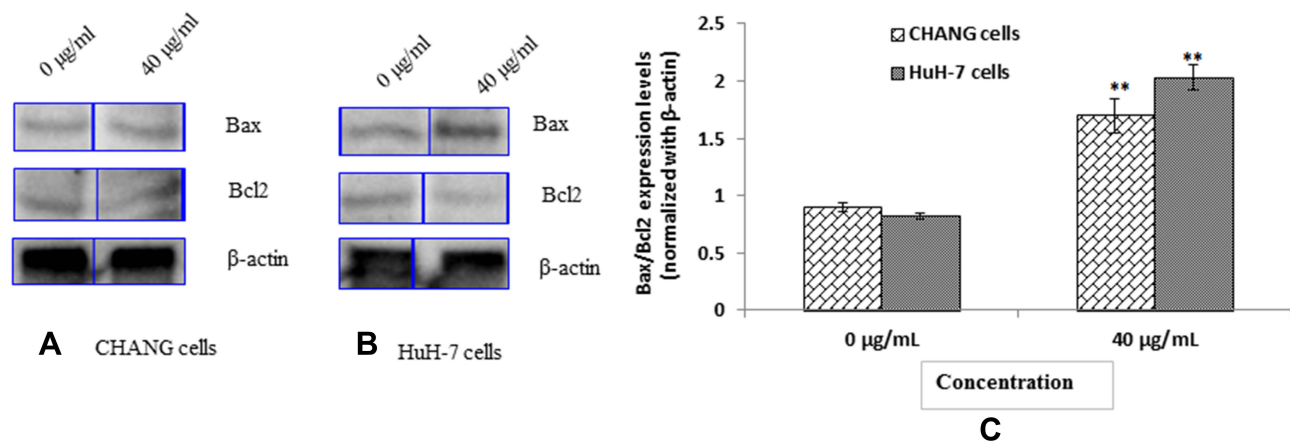 0 µg/ml
40 µg/ml
Bax
Bcl2
β-actin
A
CHANG cells
0 µg/ml
40 µg/ml
Bax
Bcl2
β-actin
B
HuH-7 cells
Bax/Bcl2 expression levels
(normalized with β-actin)
2.5
2
1.5
1
0.5
0
CHANG cells
HuH-7 cells
**
**
0 µg/mL
40 µg/mL
Concentration
C